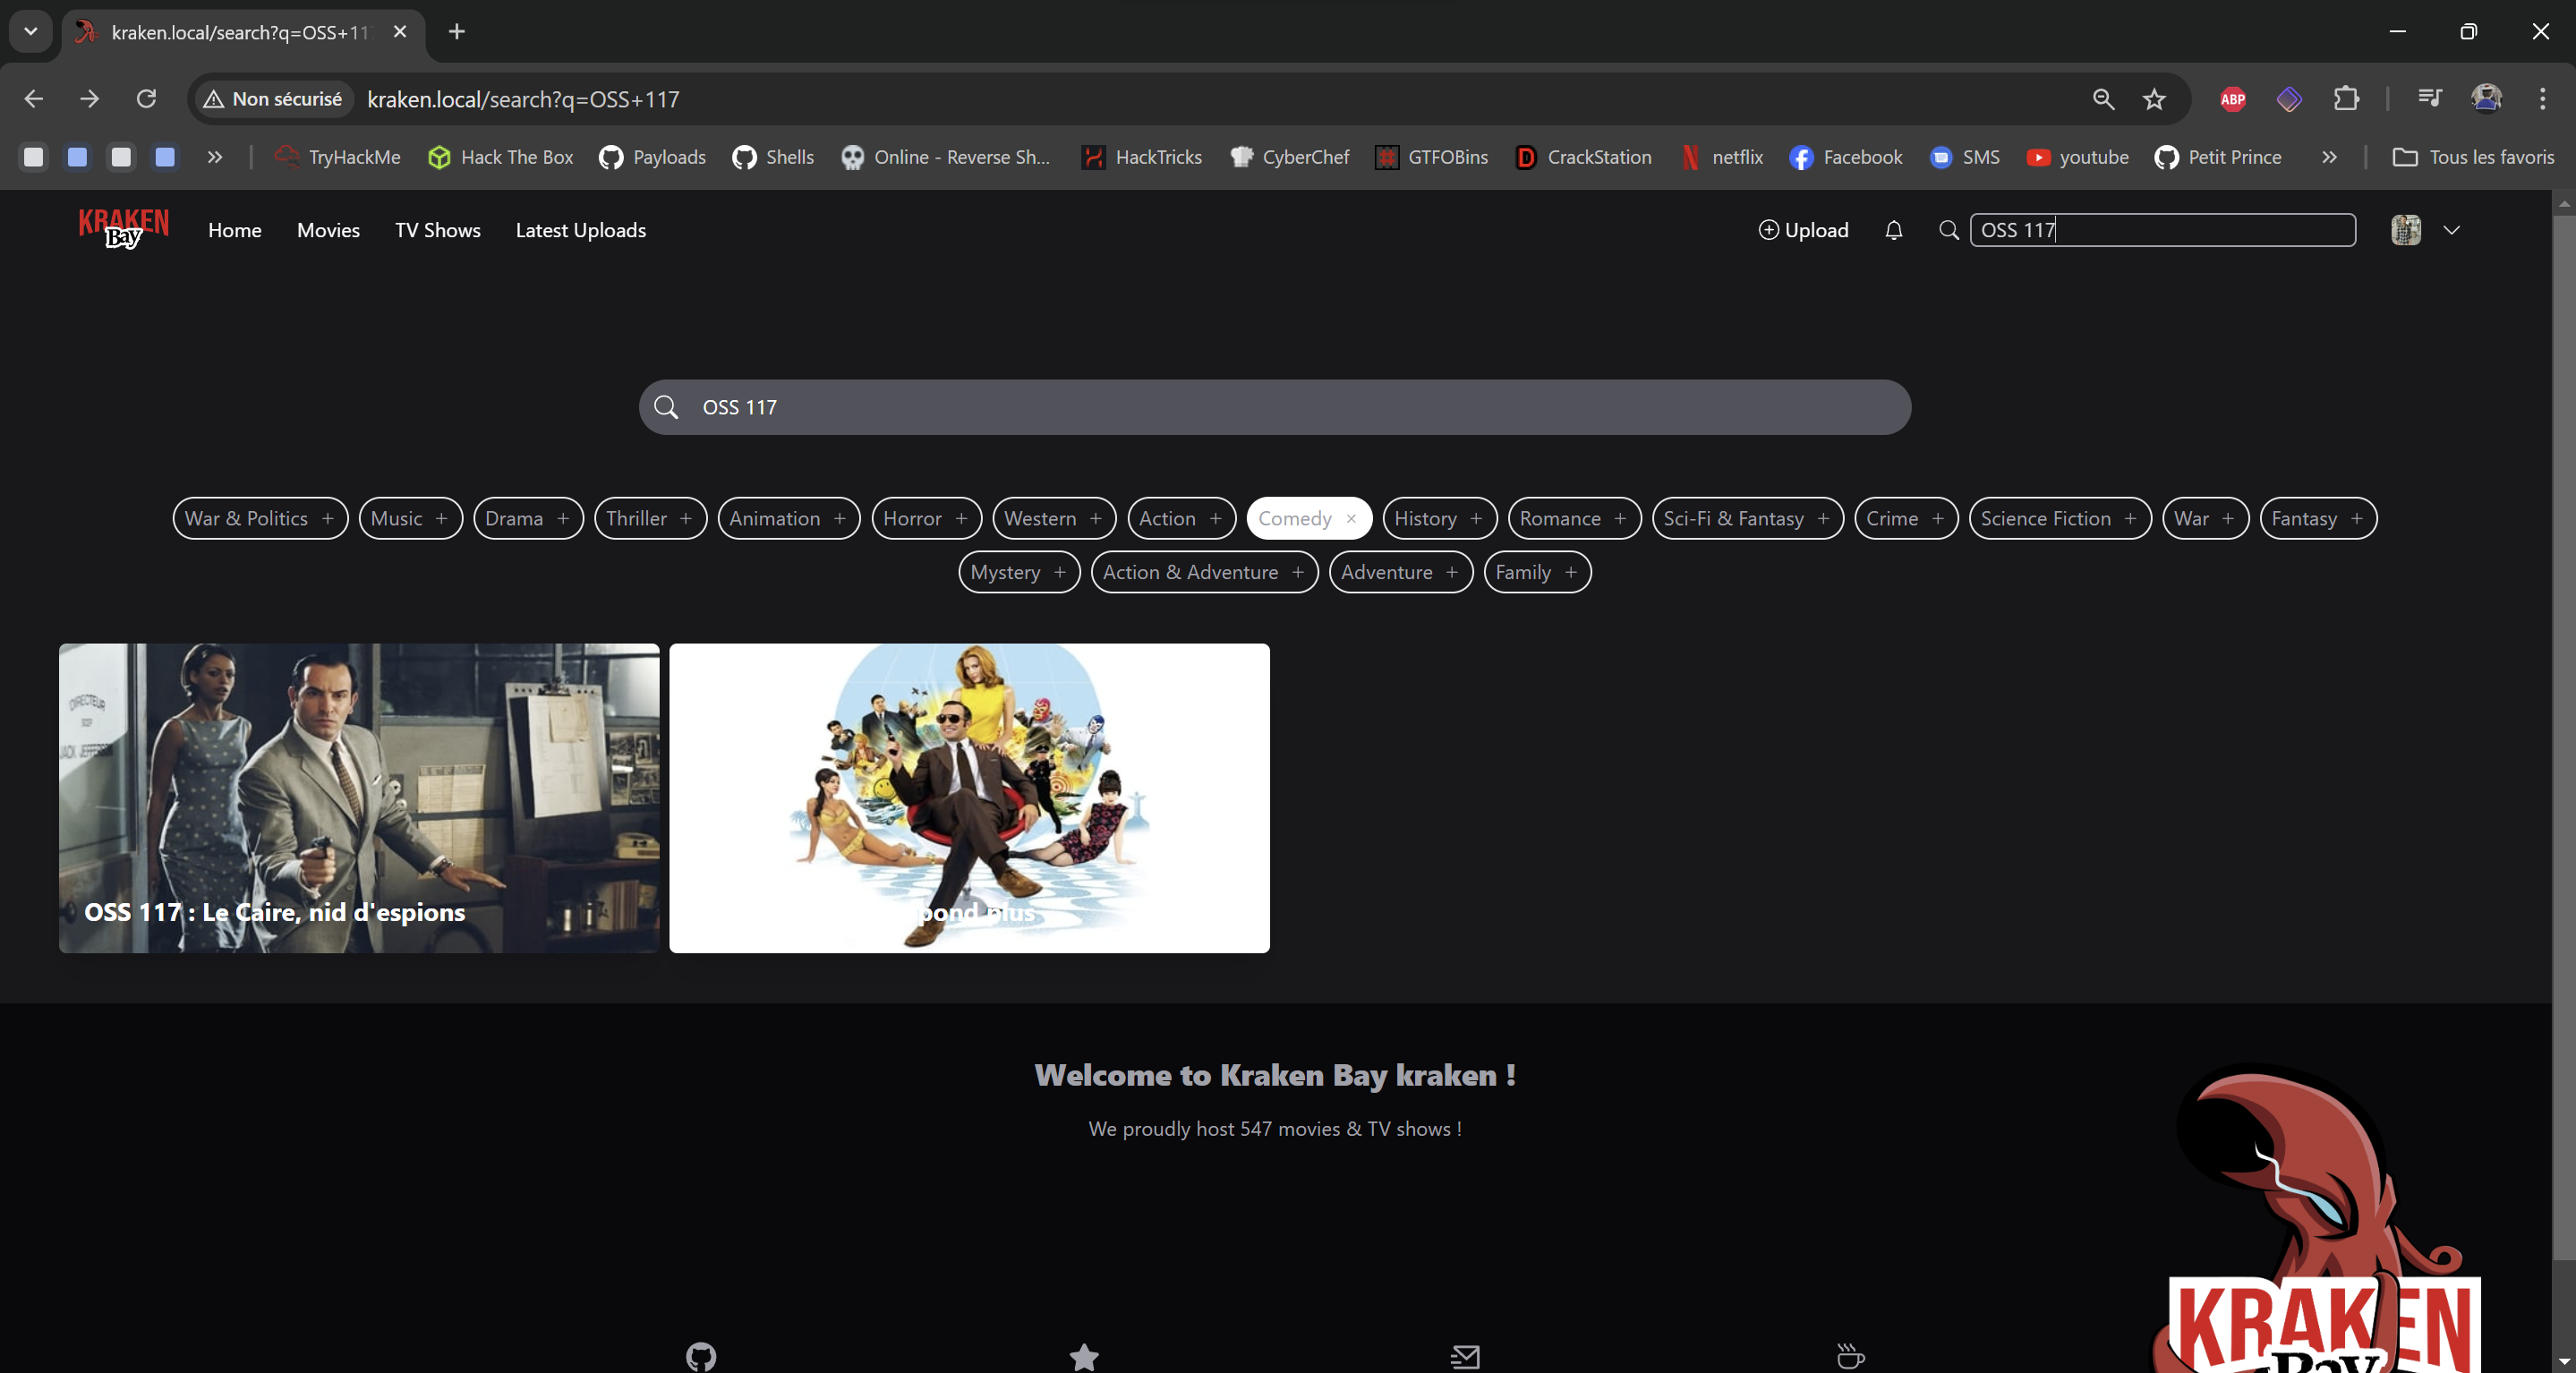 kraken.local/search?q=OSS+11
Non sécurisé kraken.local/search?q=OSS+117
ABP
TryHackMe Hack The Box Payloads Shells Online - Reverse Sh... HackTricks CyberChef GTFOBins CrackStation netflix Facebook SMS youtube Petit Prince Tous les favoris
KRAKEN
Bay
Home Movies TV Shows Latest Uploads Upload OSS 117
OSS 117
War & Politics Music Drama Thriller Animation Horror Western Action Comedy History Romance Sci-Fi & Fantasy Crime Science Fiction War Fantasy
Mystery Action & Adventure Adventure Family
DIRECTEUR
OSS 117 : Le Caire, nid d'espions
pond plus
Welcome to Kraken Bay kraken !
We proudly host 547 movies & TV shows !
KRAKEN
Bay